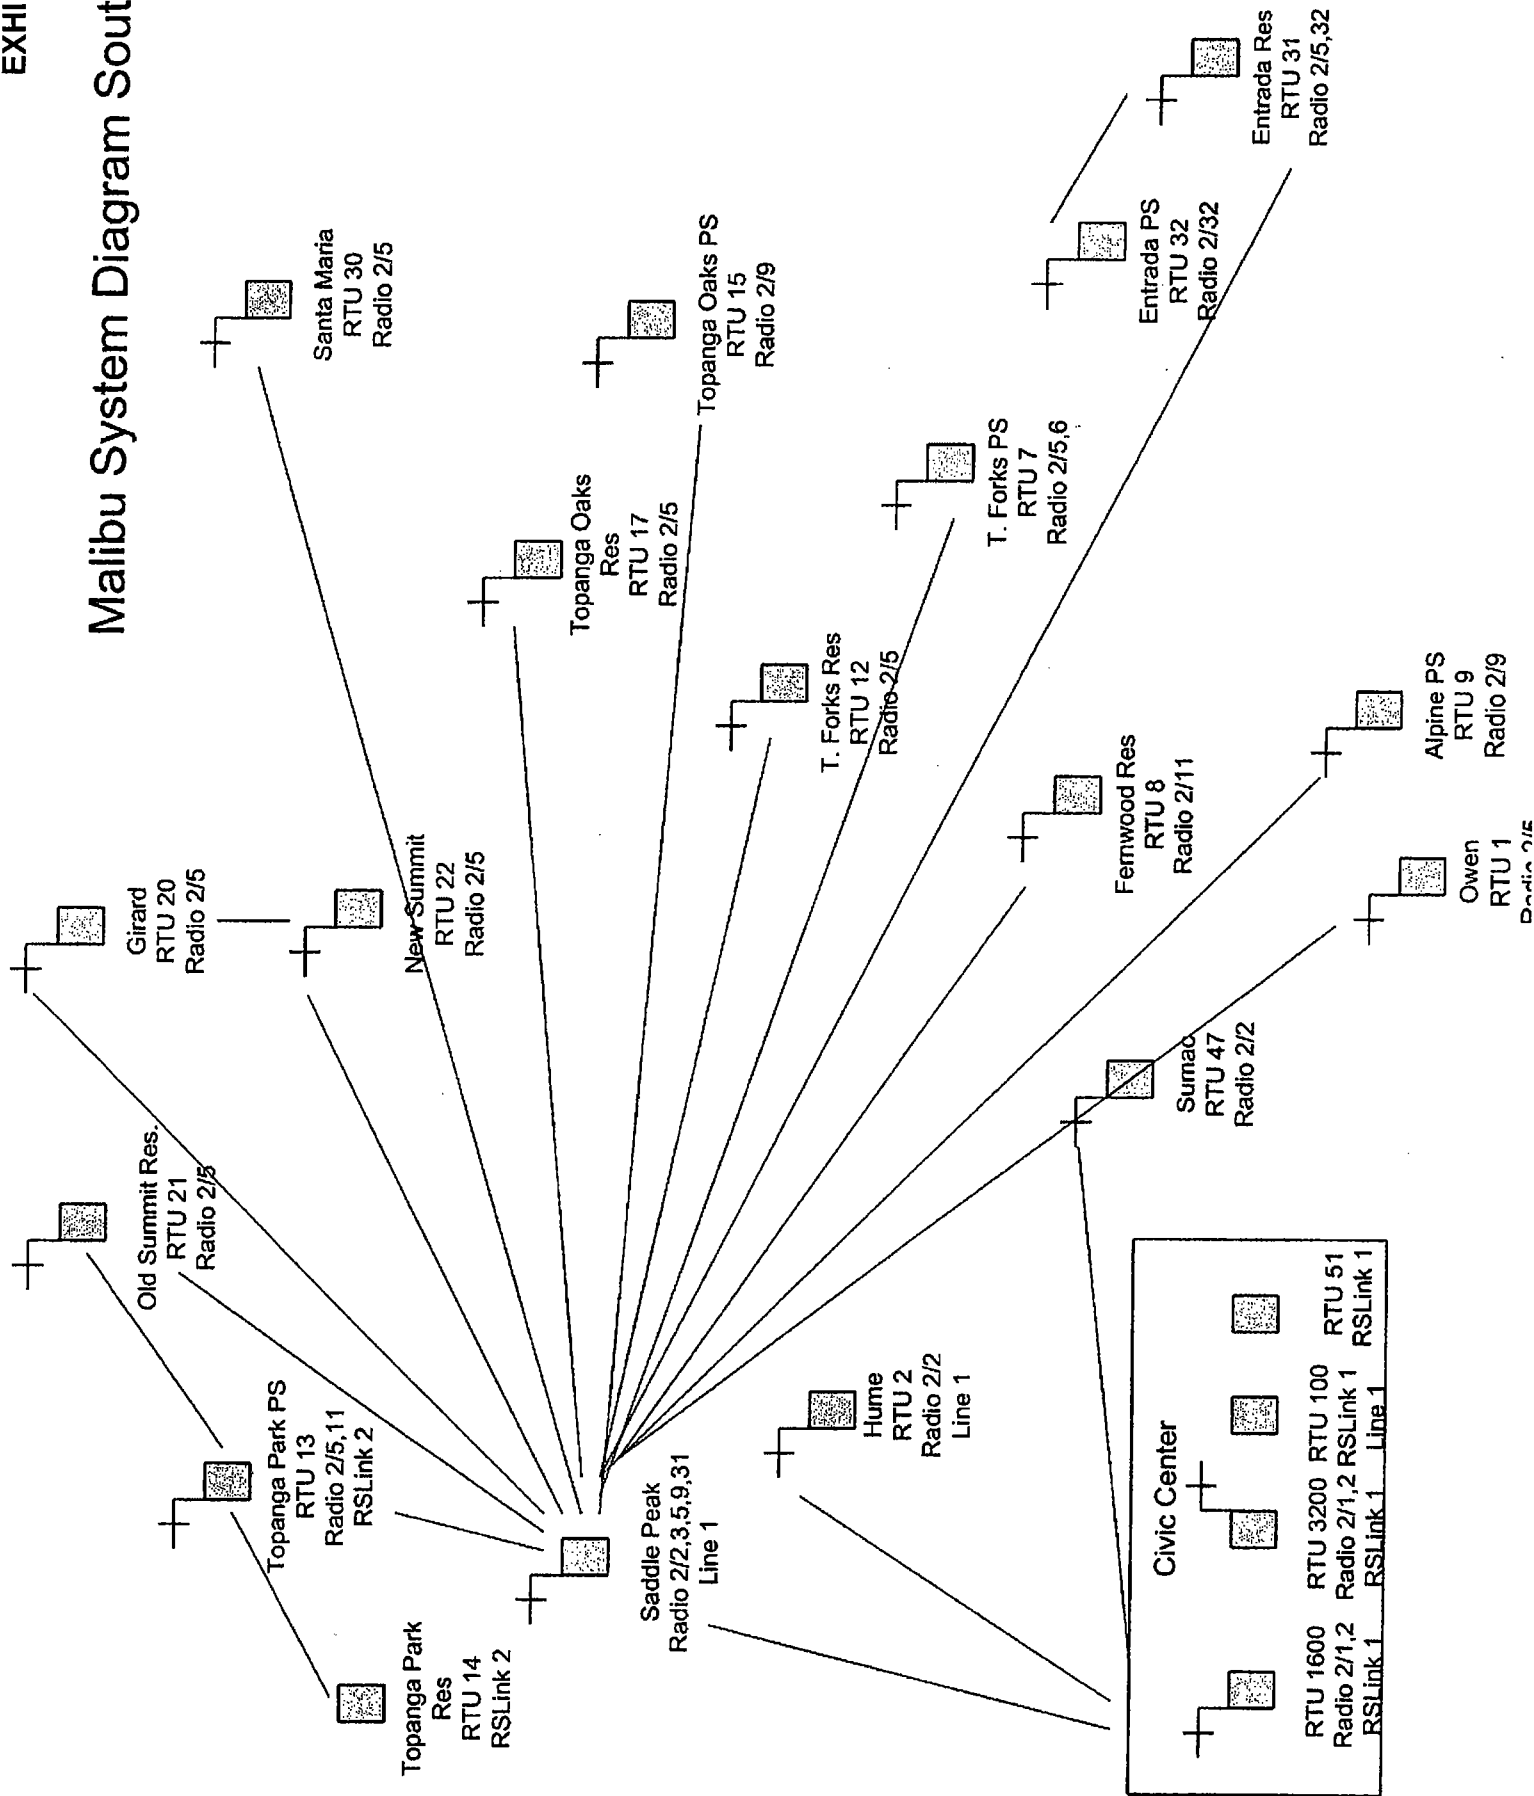 EXHI
Malibu System Diagram Sout
Girard
RTU 20
Radio 2/5
Old Summit Res.
RTU 21
Radio 2/5
Santa Maria
RTU 30
Radio 2/5
New Summit
RTU 22
Radio 2/5
Topanga Park PS
RTU 13
Radio 2/5,11
RSLink 2
Topanga Park
Res
RTU 14
RSLink 2
Topanga Oaks
Res
RTU 17
Radio 2/5
Topanga Oaks PS
RTU 15
Radio 2/9
Saddle Peak
Radio 2/2,3,5,9,31
Line 1
T. Forks Res
RTU 12
Radio 2/5
T. Forks PS
RTU 7
Radio 2/5,6
Hume
RTU 2
Radio 2/2
Line 1
Fernwood Res
RTU 8
Radio 2/11
Entrada PS
RTU 32
Radio 2/32
Entrada Res
RTU 31
Radio 2/5,32
Sumac
RTU 47
Radio 2/2
Alpine PS
RTU 9
Radio 2/9
Owen
RTU 1
Radio 2/5
Civic Center
RTU 1600
Radio 2/1,2
RSLink 1
RTU 3200
Radio 2/1,2
RSLink 1
RTU 100
RSLink 1
Line 1
RTU 51
RSLink 1